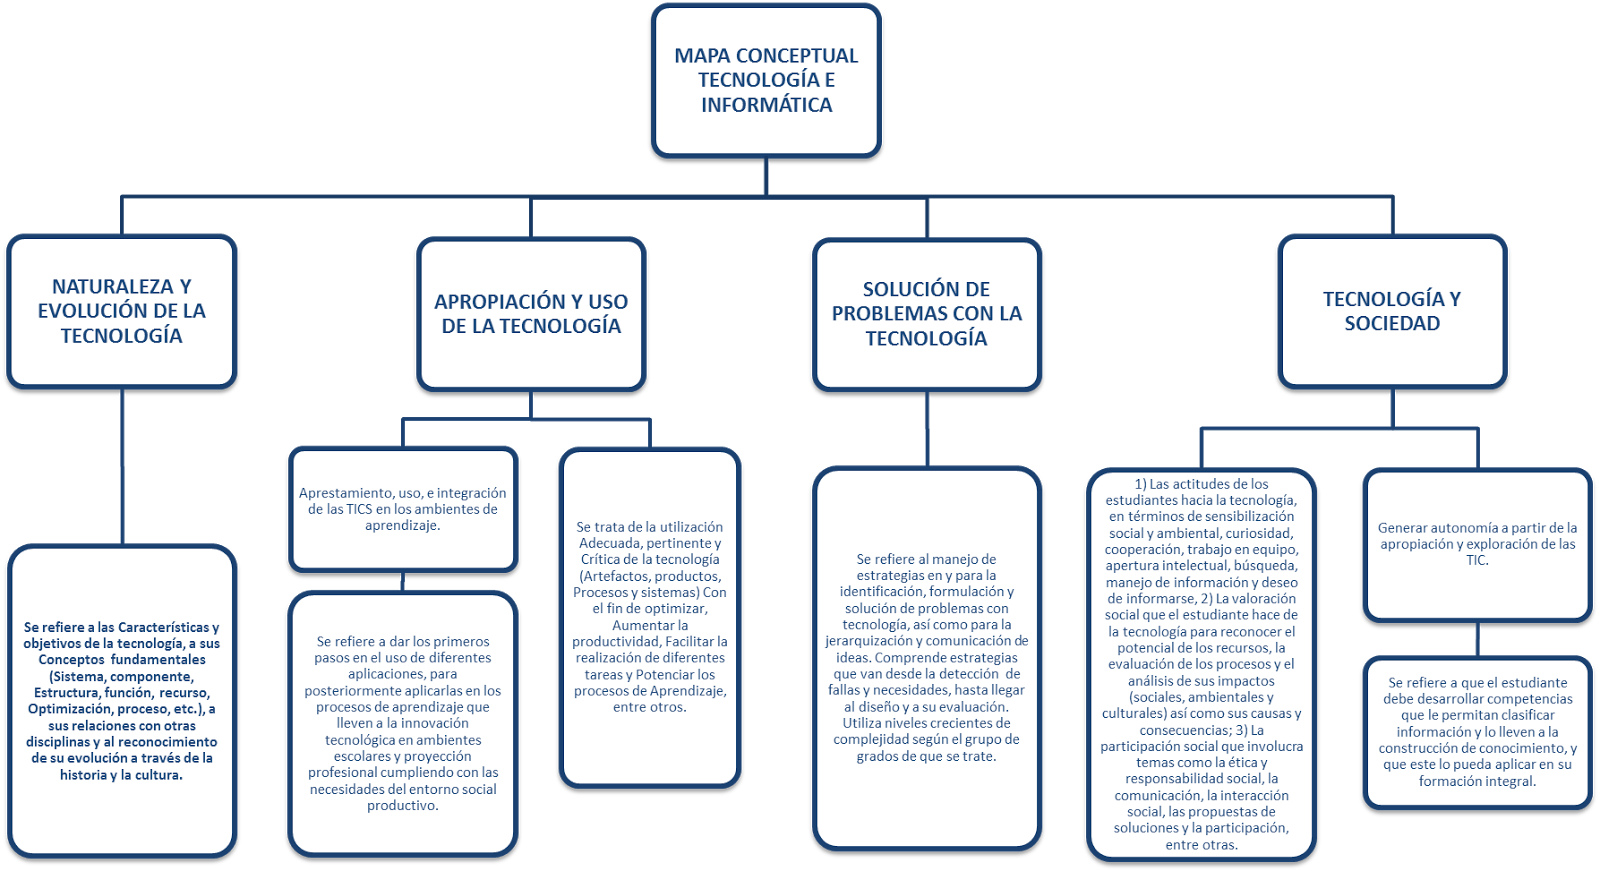 MAPA CONCEPTUAL
TECNOLOGÍA E
INFORMÁTICA
NATURALEZA Y
EVOLUCIÓN DE LA
TECNOLOGÍA
APROPIACIÓN Y USO
DE LA TECNOLOGÍA
SOLUCIÓN DE
PROBLEMAS CON LA
TECNOLOGÍA
TECNOLOGÍA Y
SOCIEDAD
Se refiere a las Características y
objetivos de la tecnología, a sus
Conceptos fundamentales
(Sistema, componente,
Estructura, función, recurso,
Optimización, proceso, etc.), a
sus relaciones con otras
disciplinas y al reconocimiento
de su evolución a través de la
historia y la cultura.
Aprestamiento, uso, e integración
de las TICS en los ambientes de
aprendizaje.
Se refiere a dar los primeros
pasos en el uso de diferentes
aplicaciones, para
posteriormente aplicarlas en los
procesos de aprendizaje que
lleven a la innovación
tecnológica en ambientes
escolares y proyección
profesional cumpliendo con las
necesidades del entorno social
productivo.
Se trata de la utilización
Adecuada, pertinente y
Crítica de la tecnología
(Artefactos, productos,
Procesos y sistemas) Con
el fin de optimizar,
Aumentar la
productividad, Facilitar la
realización de diferentes
tareas y Potenciar los
procesos de Aprendizaje,
entre otros.
Se refiere al manejo de
estrategias en y para la
identificación, formulación y
solución de problemas con
tecnología, así como para la
jerarquización y comunicación de
ideas. Comprende estrategias
que van desde la detección de
fallas y necesidades, hasta llegar
al diseño y a su evaluación.
Utiliza niveles crecientes de
complejidad según el grupo de
grados de que se trate.
1) Las actitudes de los
estudiantes hacia la tecnología,
en términos de sensibilización
social y ambiental, curiosidad,
cooperación, trabajo en equipo,
apertura intelectual, búsqueda,
manejo de información y deseo
de informarse, 2) La valoración
social que el estudiante hace de
la tecnología para reconocer el
potencial de los recursos, la
evaluación de los procesos y el
análisis de sus impactos
(sociales, ambientales y
culturales) así como sus causas y
consecuencias; 3) La
participación social que involucra
temas como la ética y
responsabilidad social, la
comunicación, la interacción
social, las propuestas de
soluciones y la participación,
entre otras.
Generar autonomía a partir de la
apropiación y exploración de las
TIC.
Se refiere a que el estudiante
debe desarrollar competencias
que le permitan clasificar
información y lo lleven a la
construcción de conocimiento, y
que este lo pueda aplicar en su
formación integral.